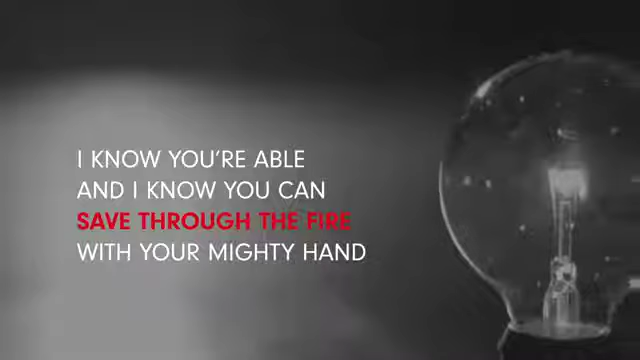 I KNOW YOU'RE ABLE
AND I KNOW YOU CAN
SAVE THROUGH THE FIRE
WITH YOUR MIGHTY HAND